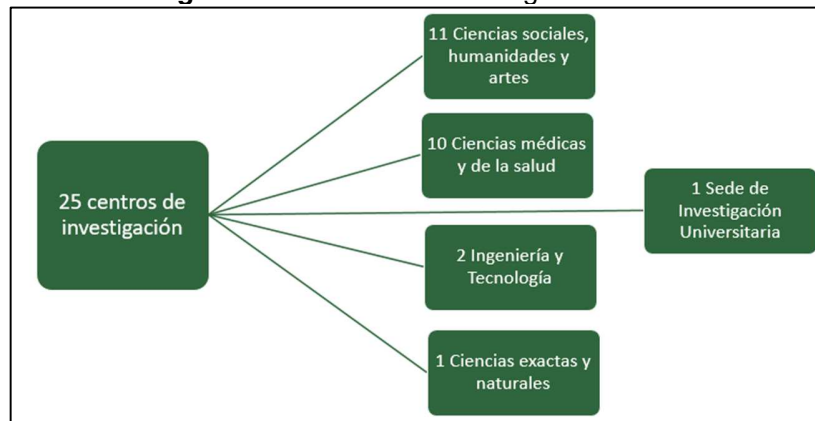 25 centros de
investigación
11 Ciencias sociales,
humanidades y
artes
10 Ciencias médicas
y de la salud
1 Sede de
Investigación
Universitaria
2 Ingeniería y
Tecnología
1 Ciencias exactas y
naturales